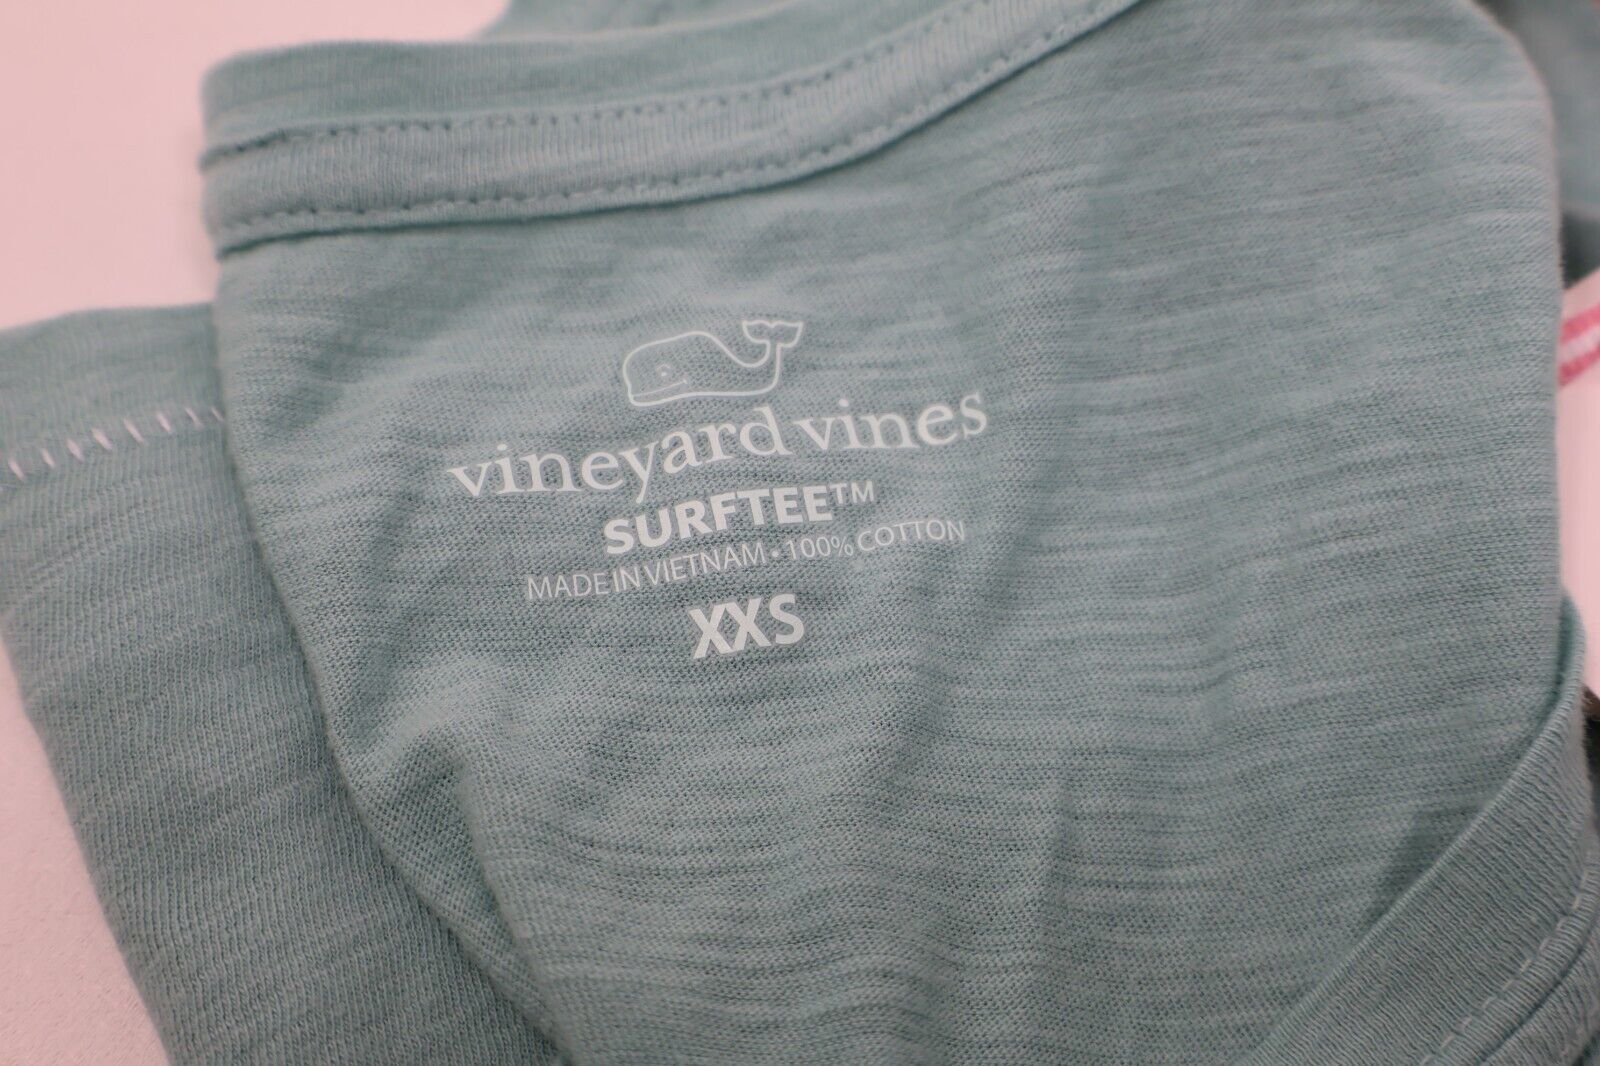 vineyard vines
SURFTEE™
MADE IN VIETNAM • 100% COTTON
XXS